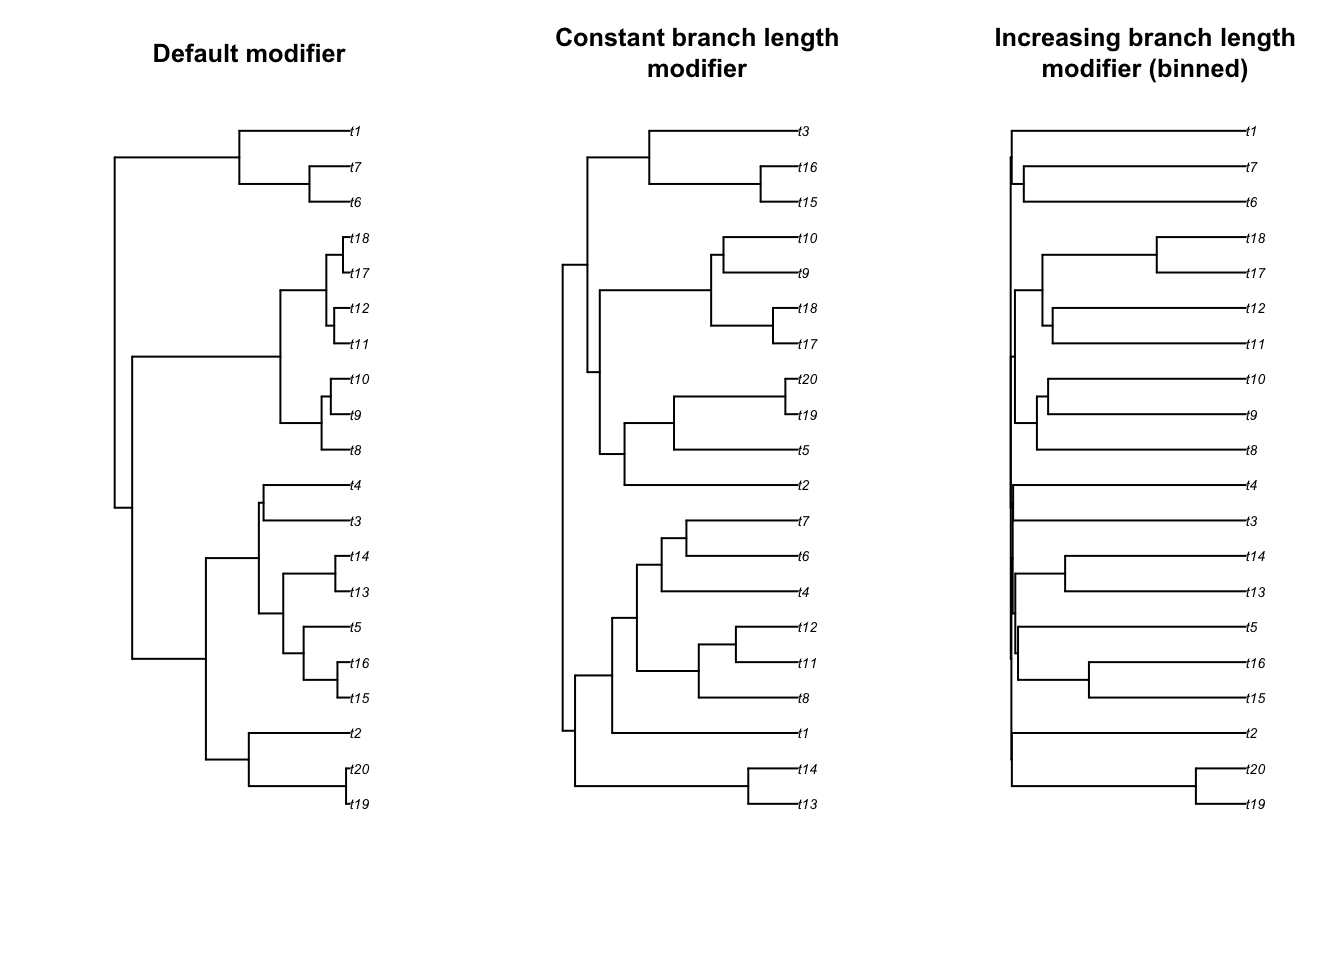 Default modifier
t1
t7
t6
t18
t17
t12
t11
t10
t9
t8
t4
t3
t14
t13
t5
t16
t15
t2
t20
t19
Constant branch length
modifier
t3
t16
t15
t10
t9
t18
t17
t20
t19
t5
t2
t7
t6
t4
t12
t11
t8
t1
t14
t13
Increasing branch length
modifier (binned)
t1
t7
t6
t18
t17
t12
t11
t10
t9
t8
t4
t3
t14
t13
t5
t16
t15
t2
t20
t19